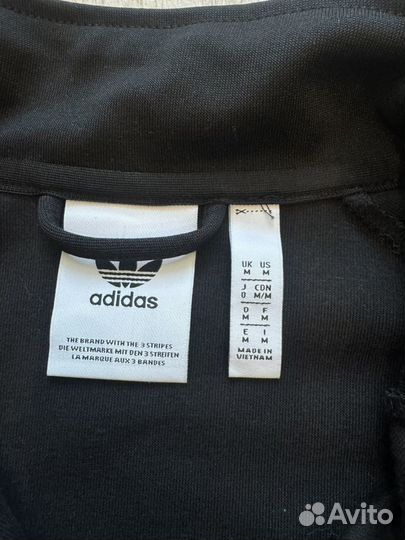 adidas
THE BRAND WITH THE 3 STRIPES
DIE WELTMARKE MIT DEN 3 STREIFEN
LA MARQUE AUX 3 BANDES
UK US
M M
J CDN
O M/M
D F
M M
E I
M M
MADE IN
VIETNAM
Avito